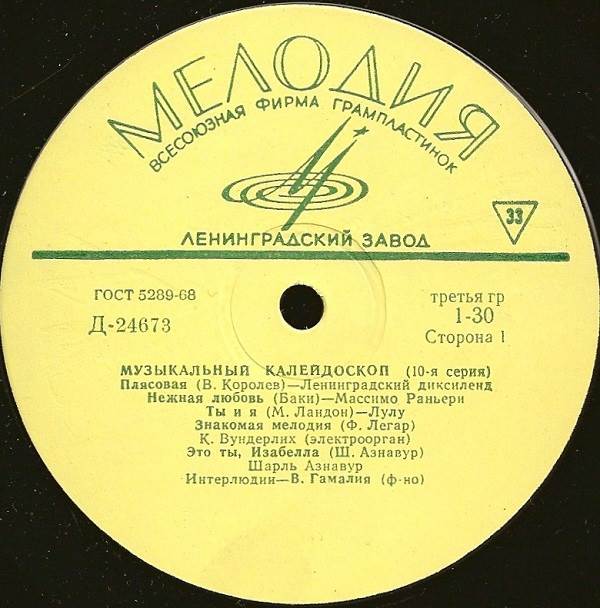 МЕЛОДИЯ
ВСЕСОЮЗНАЯ ФИРМА ГРАМПЛАСТИНОК
33
ЛЕНИНГРАДСКИЙ ЗАВОД
ГОСТ 5289-68
третья гр
Д-24673
1-30
Сторона 1
МУЗЫКАЛЬНЫЙ КАЛЕЙДОСКОП (10-я серия)
Плясовая (В. Королев)—Ленинградский диксиленд
Нежная любовь (Баки)—Массимо Раньери
Ты и я (М. Ландон)—Лулу
Знакомая мелодия (Ф. Легар)
К. Вундерлих (электроорган)
Это ты, Изабелла (Ш. Азнавур)
Шарль Азнавур
Интерлюдии—В. Гамалия (ф-но)